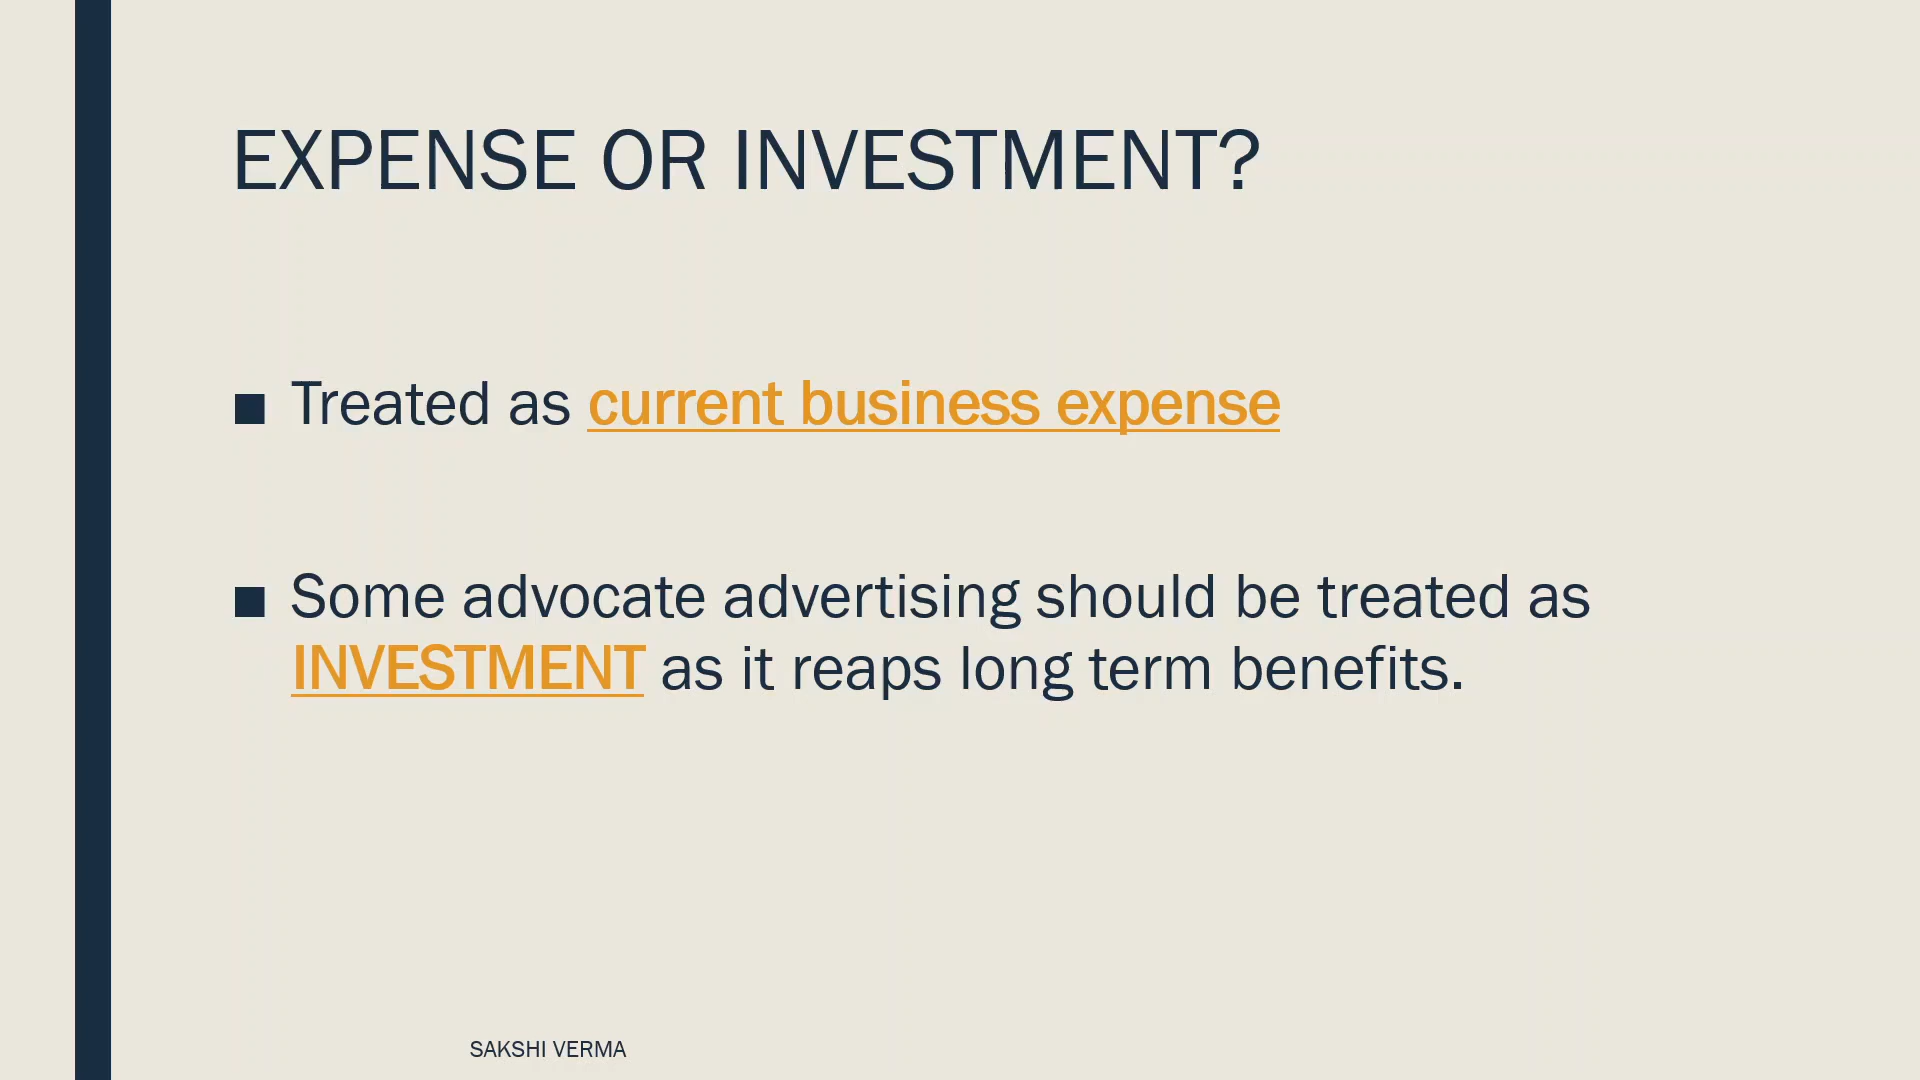 EXPENSE OR INVESTMENT?
■ Treated as current business expense
■ Some advocate advertising should be treated as
INVESTMENT as it reaps long term benefits.
SAKSHI VERMA